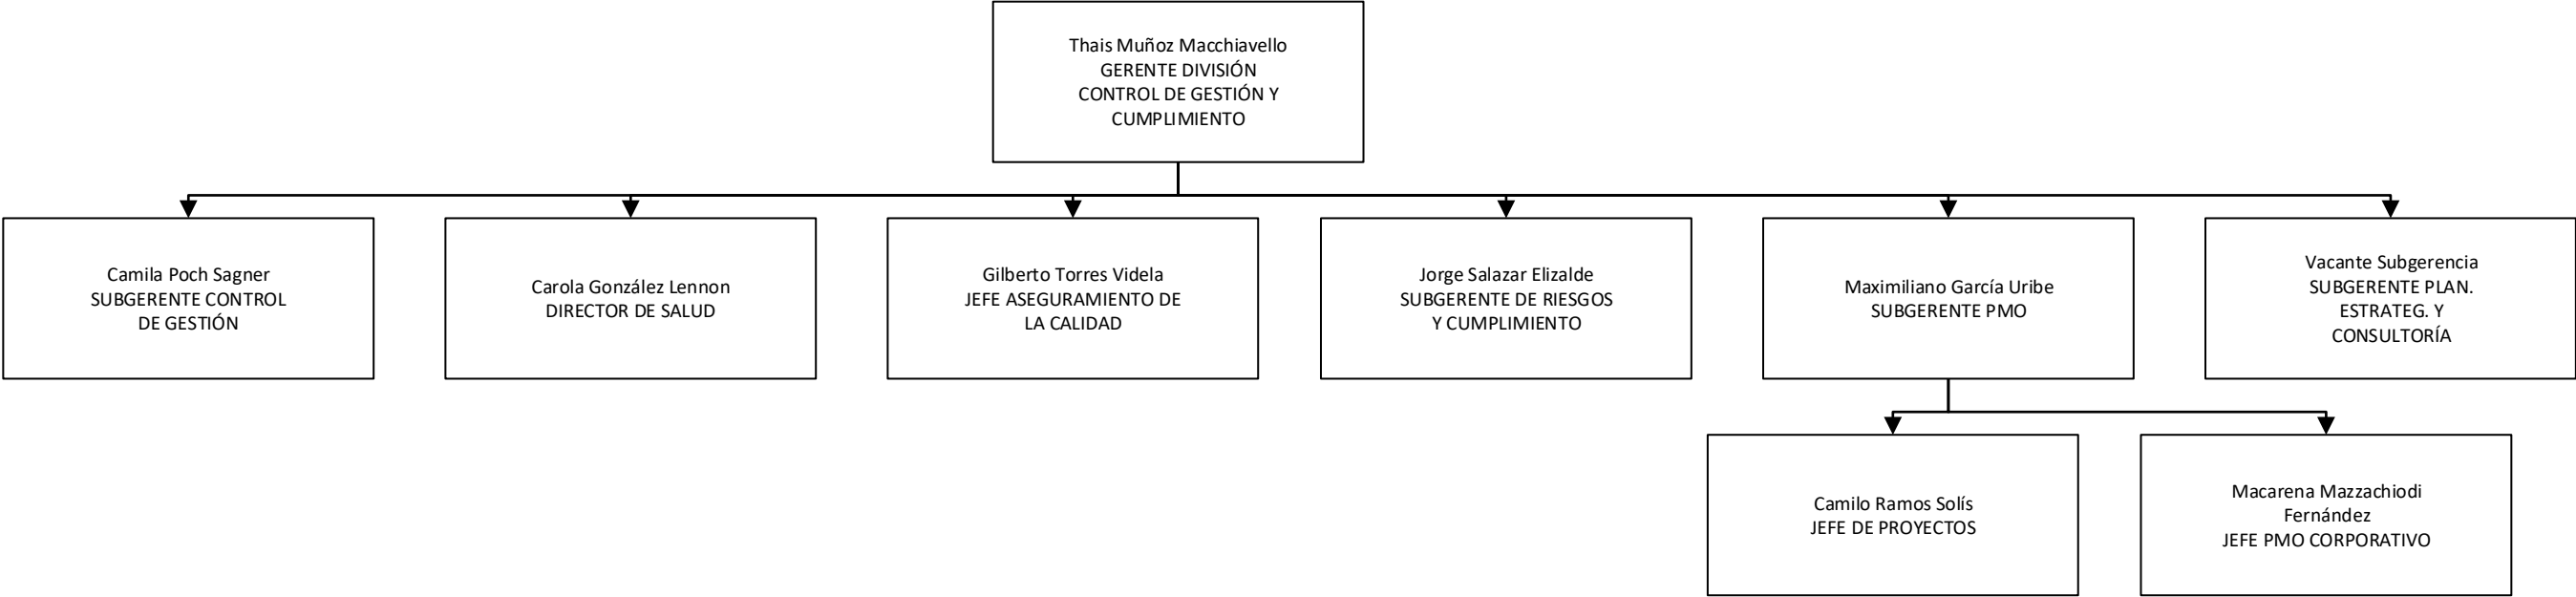 Thais Muñoz Macchiavello
GERENTE DIVISIÓN
CONTROL DE GESTIÓN Y
CUMPLIMIENTO
Camila Poch Sagner
SUBGERENTE CONTROL
DE GESTIÓN
Carola González Lennon
DIRECTOR DE SALUD
Gilberto Torres Videla
JEFE ASEGURAMIENTO DE
LA CALIDAD
Jorge Salazar Elizalde
SUBGERENTE DE RIESGOS
Y CUMPLIMIENTO
Maximiliano García Uribe
SUBGERENTE PMO
Vacante Subgerencia
SUBGERENTE PLAN.
ESTRATEG. Y
CONSULTORÍA
Camilo Ramos Solís
JEFE DE PROYECTOS
Macarena Mazzachiodi
Fernández
JEFE PMO CORPORATIVO